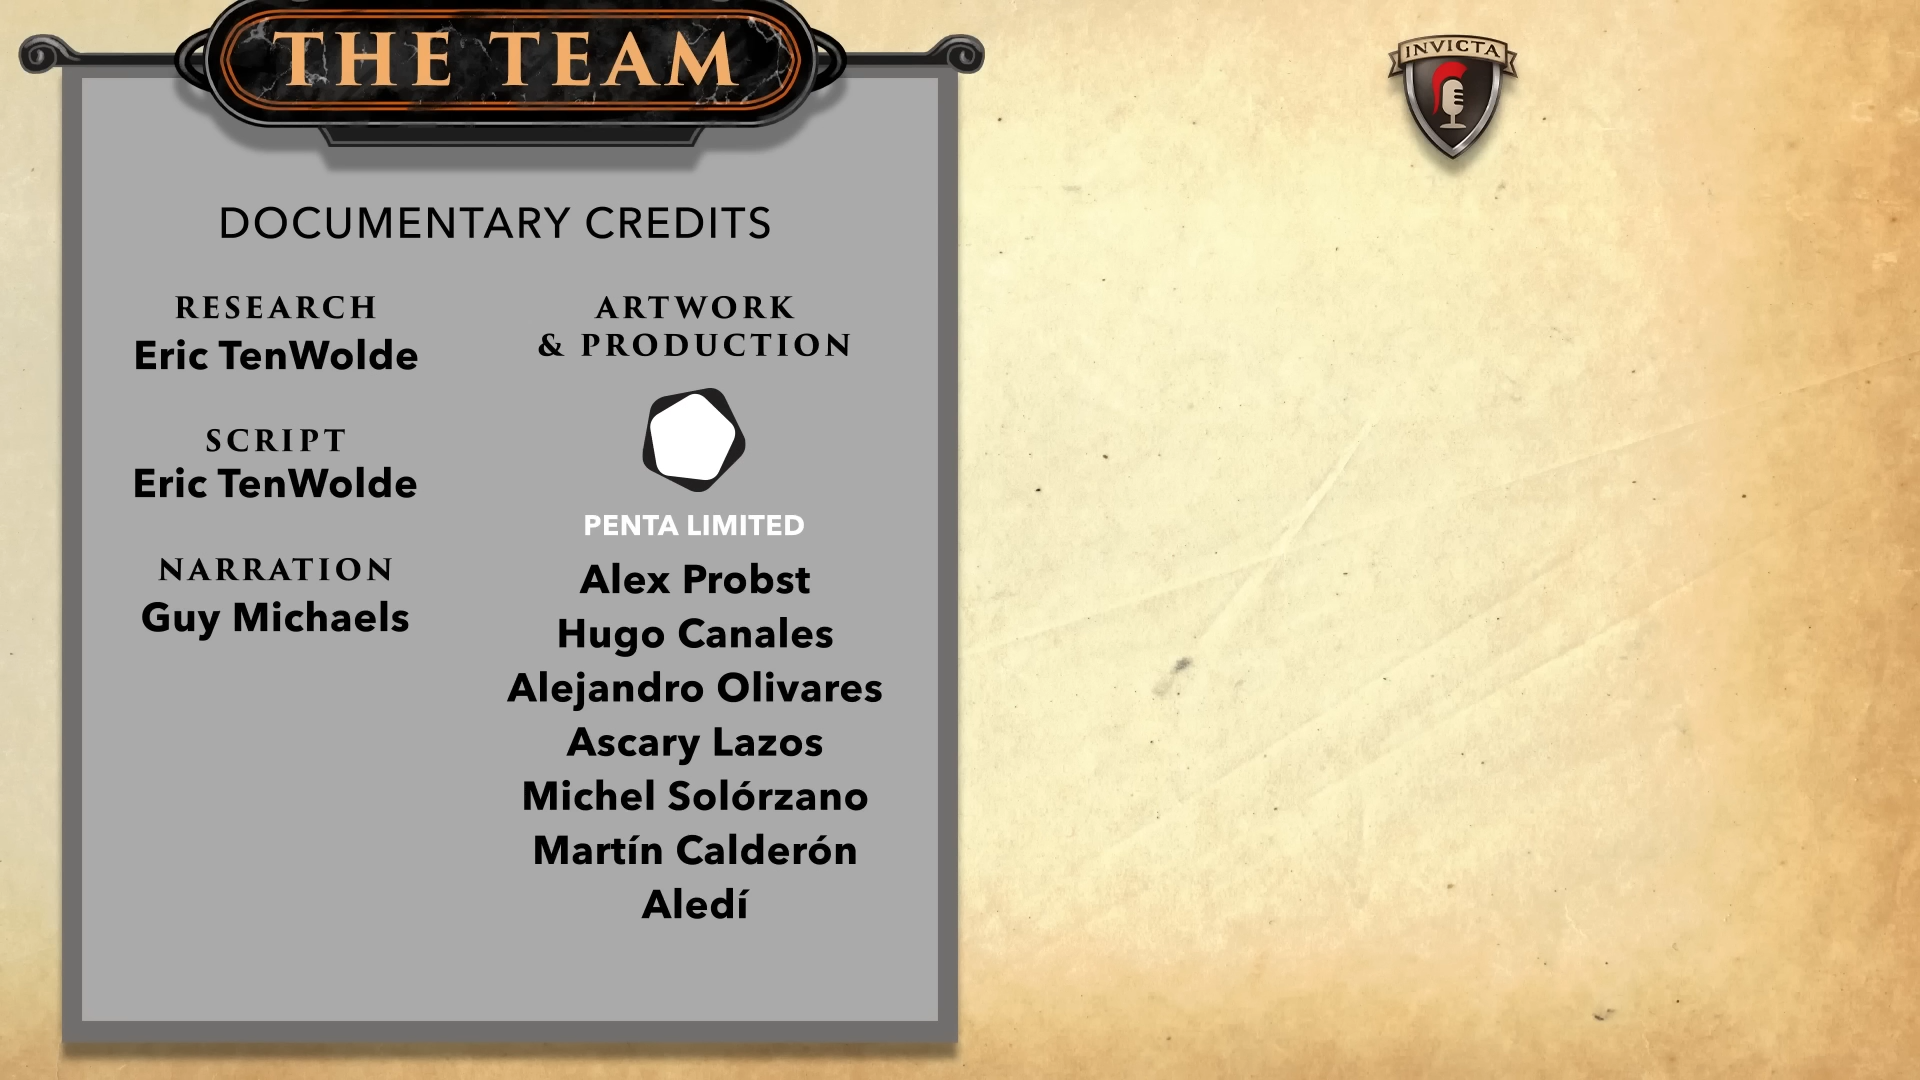 THE TEAM
INVICTA
DOCUMENTARY CREDITS
RESEARCH
Eric TenWolde
SCRIPT
Eric TenWolde
NARRATION
Guy Michaels
ARTWORK
& PRODUCTION
PENTA LIMITED
Alex Probst
Hugo Canales
Alejandro Olivares
Ascary Lazos
Michel Solórzano
Martín Calderón
Aledí